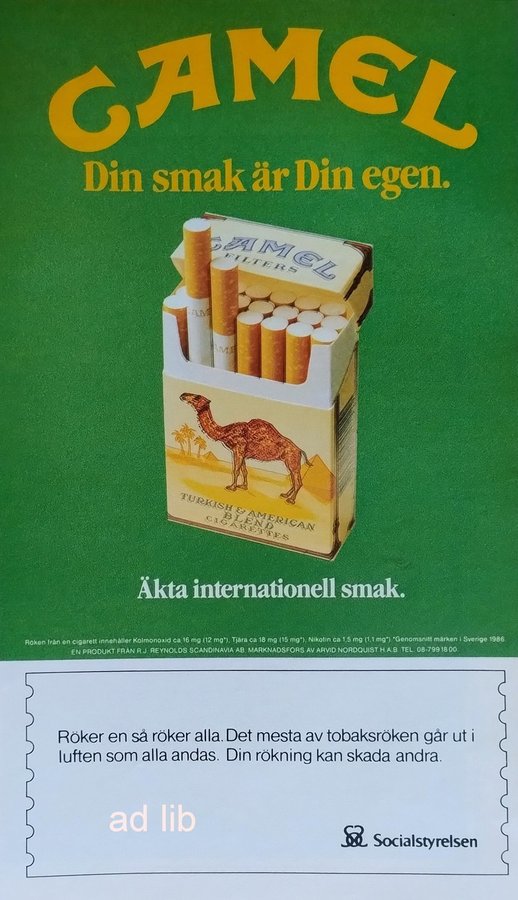 CAMEL
Din smak är Din egen.
CAMEL
FILTERS
TURKISH & AMERICAN
BLEND
CIGARETTES
Äkta internationell smak.
Röken från en cigarett innehåller Kolmonoxid ca 16 mg (12 mg*), Tjära ca 18 mg (15 mg*), Nikotin ca 1,5 mg (1,1 mg*) *Genomsnitt märken i Sverige 1986
EN PRODUKT FRÅN R.J. REYNOLDS SCANDINAVIA AB. MARKNADSFÖRS AV ARVID NORDQUIST H.A.B. TEL. 08-799 18 00.
Röker en så röker alla. Det mesta av tobaksröken går ut i
luften som alla andas. Din rökning kan skada andra.
ad lib
Socialstyrelsen